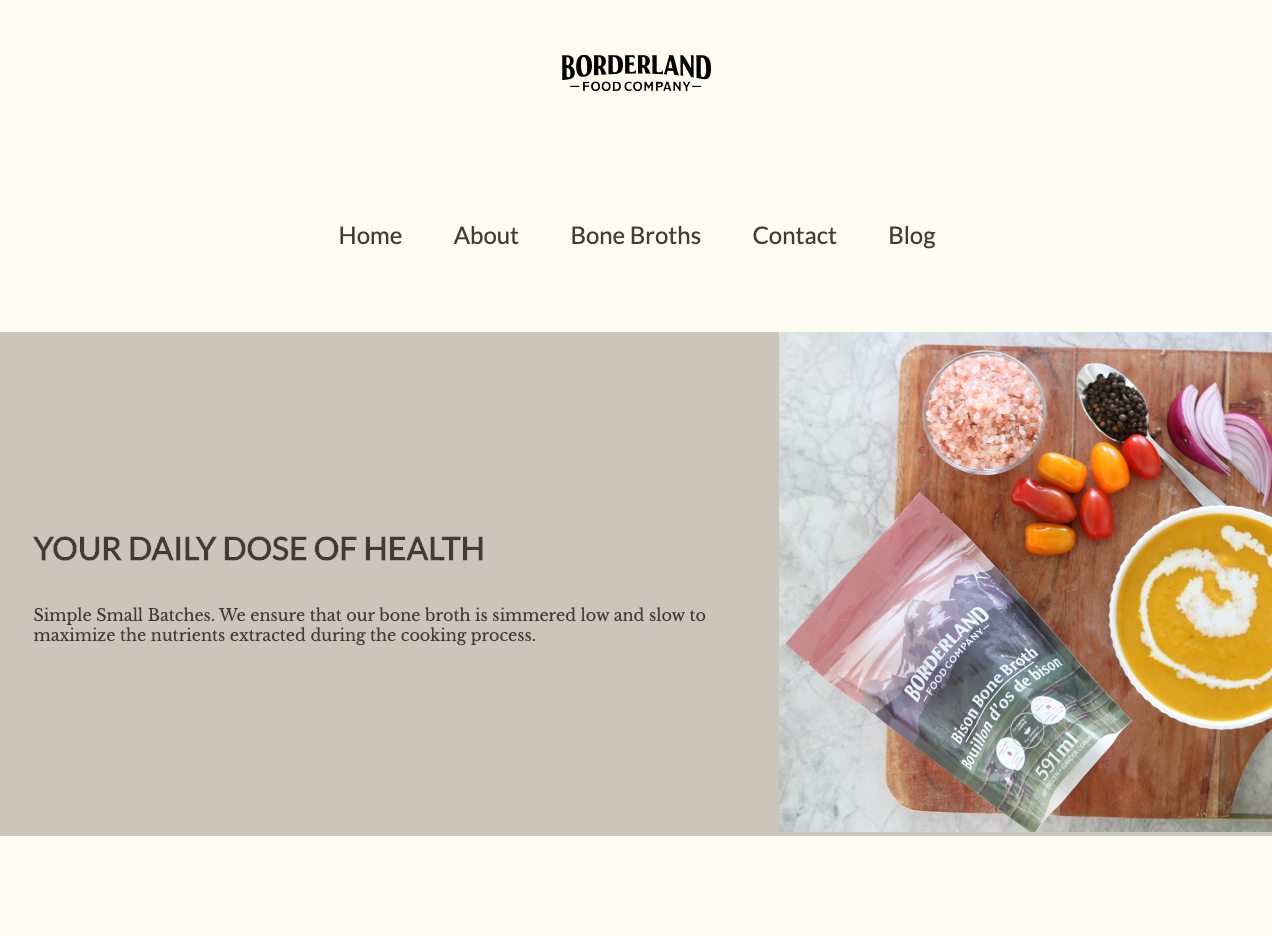 BORDERLAND
FOOD COMPANY
Home About Bone Broths Contact Blog
YOUR DAILY DOSE OF HEALTH
Simple Small Batches. We ensure that our bone broth is simmered low and slow to
maximize the nutrients extracted during the cooking process.
BORDERLAND
FOOD COMPANY
Bison Bone Broth
Bouillon d'os de bison
591 ml